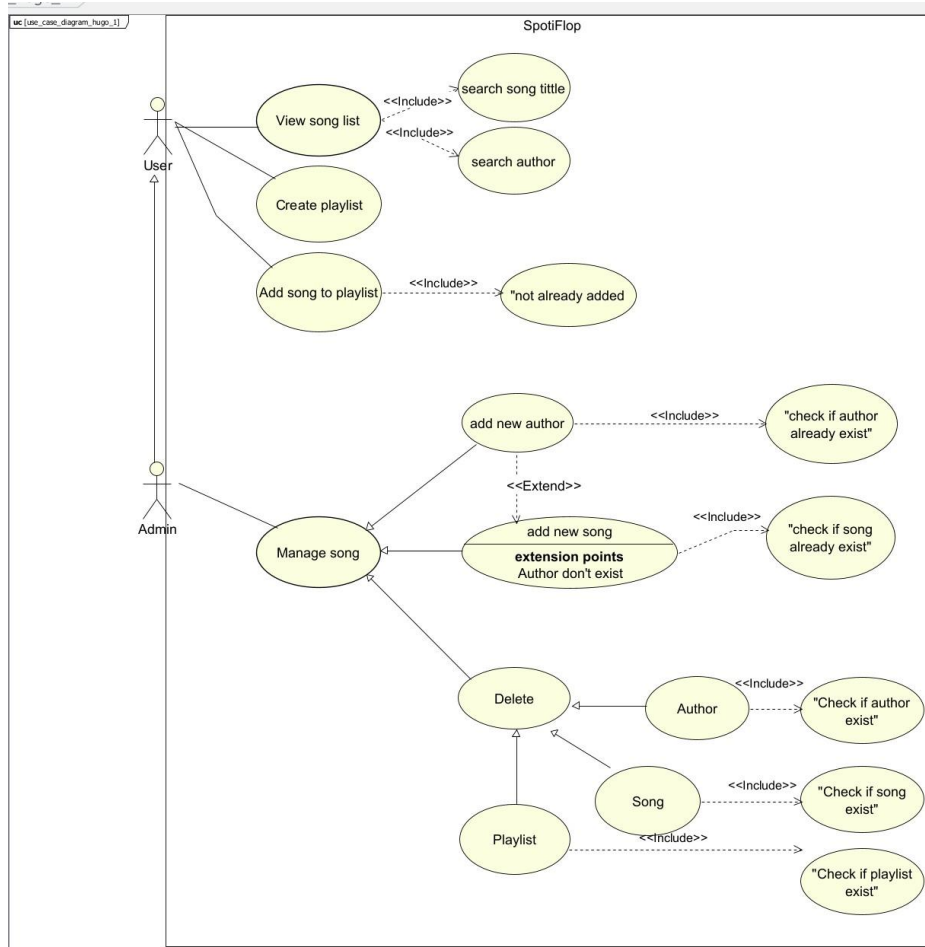 uc [use_case_diagram_hugo_1]
SpotiFlop
search song tittle
<<Include>>
View song list
<<Include>>
search author
User
Create playlist
Add song to playlist
<<Include>>
"not already added
add new author
<<Include>>
"check if author
already exist"
<<Extend>>
Admin
Manage song
add new song
extension points
Author don't exist
<<Include>>
"check if song
already exist"
Delete
Author
<<Include>>
"Check if author
exist"
Song
<<Include>>
"Check if song
exist"
Playlist
<<Include>>
"Check if playlist
exist"